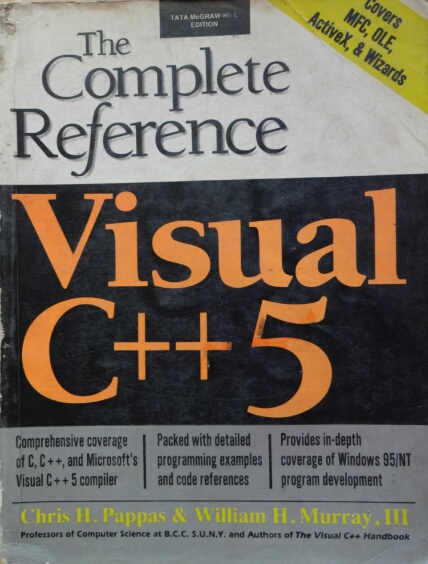 TATA McGRAW-HILL
EDITION
Covers
MFC, OLE,
ActiveX, & Wizards
The
Complete
Reference
Visual
C++ 5
Comprehensive coverage
of C, C++, and Microsoft's
Visual C++ 5 compiler
Packed with detailed
programming examples
and code references
Provides in-depth
coverage of Windows 95/NT
program development
Chris H. Pappas & William H. Murray, III
Professors of Computer Science at B.C.C. S.U.N.Y. and Authors of The Visual C++ Handbook